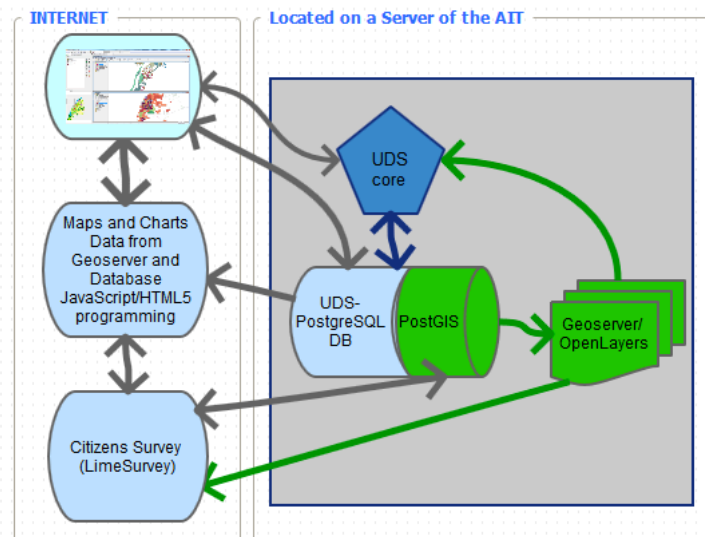 INTERNET
Located on a Server of the AIT
UDS
core
Maps and Charts
Data from
Geoserver and
Database
JavaScript/HTML5
programming
UDS-
PostgreSQL
DB
PostGIS
Geoserver/
OpenLayers
Citizens Survey
(LimeSurvey)